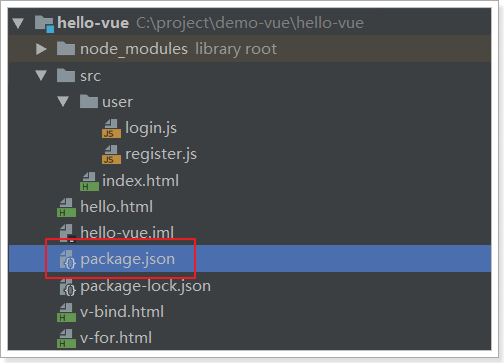 hello-vue C:\project\demo-vue\hello-vue
node_modules library root
src
user
login.js
register.js
index.html
hello.html
hello-vue.iml
package.json
package-lock.json
v-bind.html
v-for.html